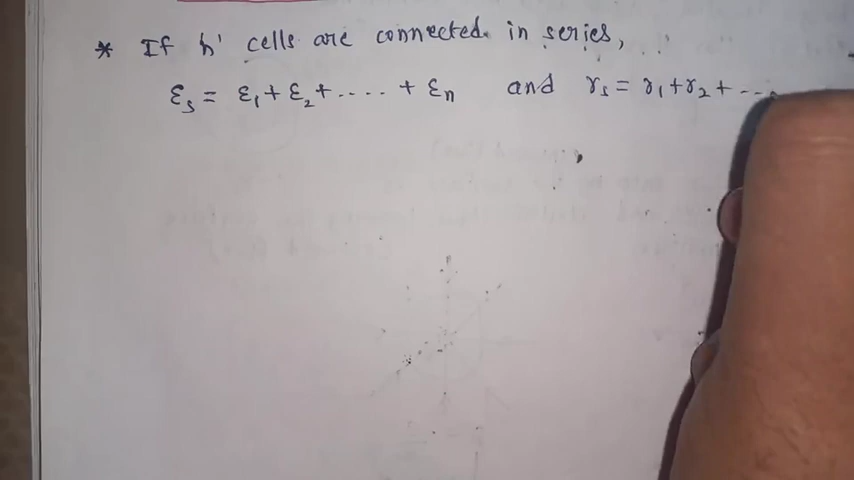 * If 'n' cells are connected in series,
εs = ε1 + ε2 + .... + εn and rs = r1 + r2 + ...